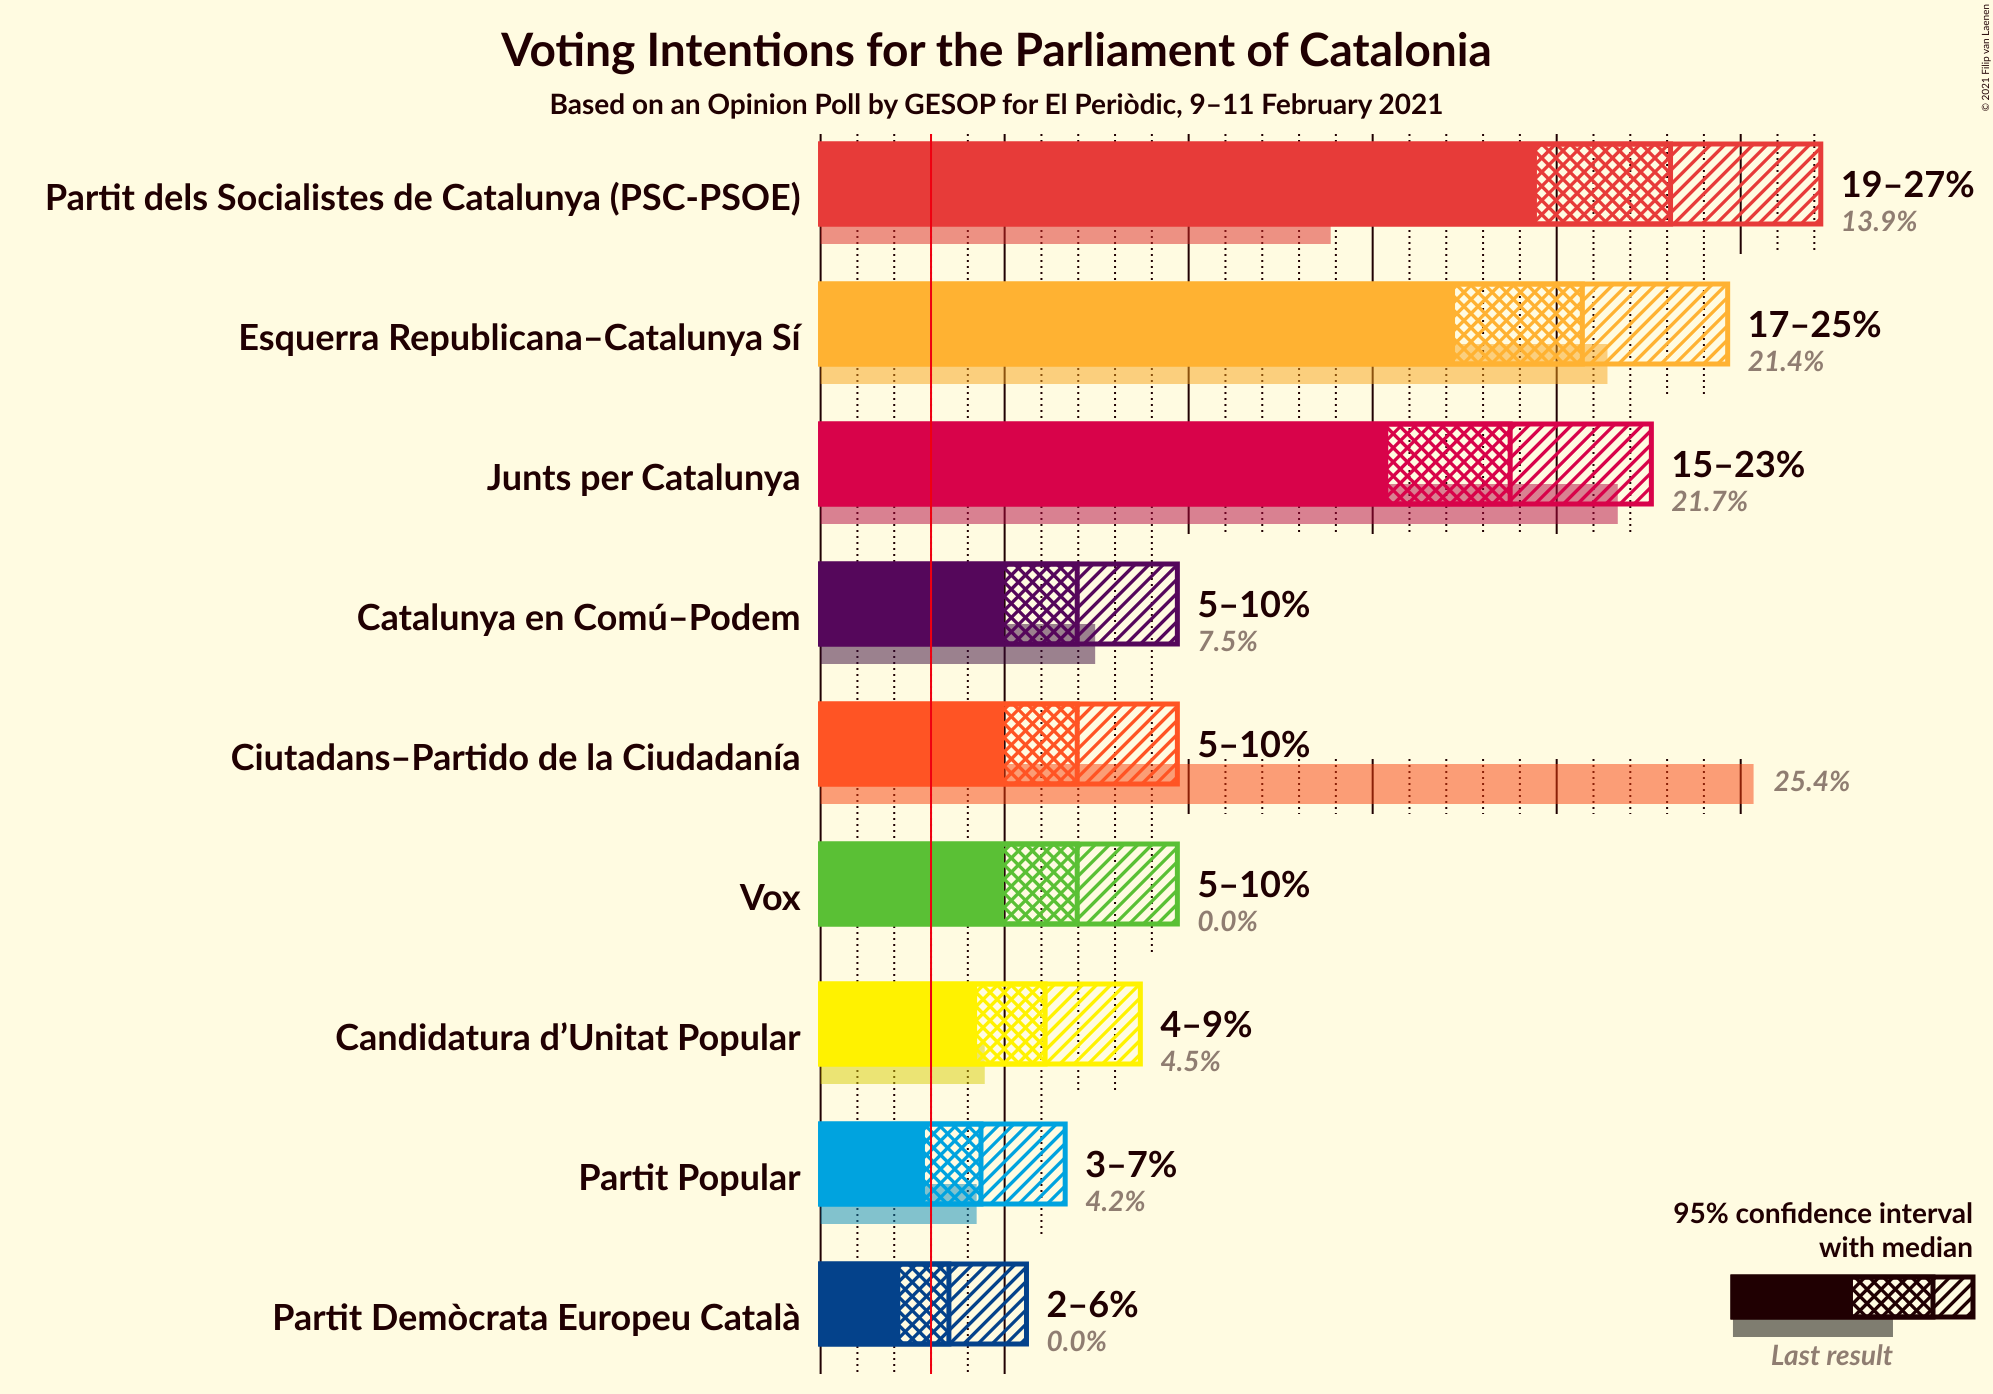 Voting Intentions for the Parliament of Catalonia
Based on an Opinion Poll by GESOP for El Periòdic, 9–11 February 2021
© 2021 Filip van Laenen
Partit dels Socialistes de Catalunya (PSC-PSOE)
19–27%
13.9%
Esquerra Republicana–Catalunya Sí
17–25%
21.4%
Junts per Catalunya
15–23%
21.7%
Catalunya en Comú–Podem
5–10%
7.5%
Ciutadans–Partido de la Ciudadanía
5–10%
25.4%
Vox
5–10%
0.0%
Candidatura d’Unitat Popular
4–9%
4.5%
Partit Popular
3–7%
4.2%
Partit Demòcrata Europeu Català
2–6%
0.0%
95% confidence interval
with median
Last result